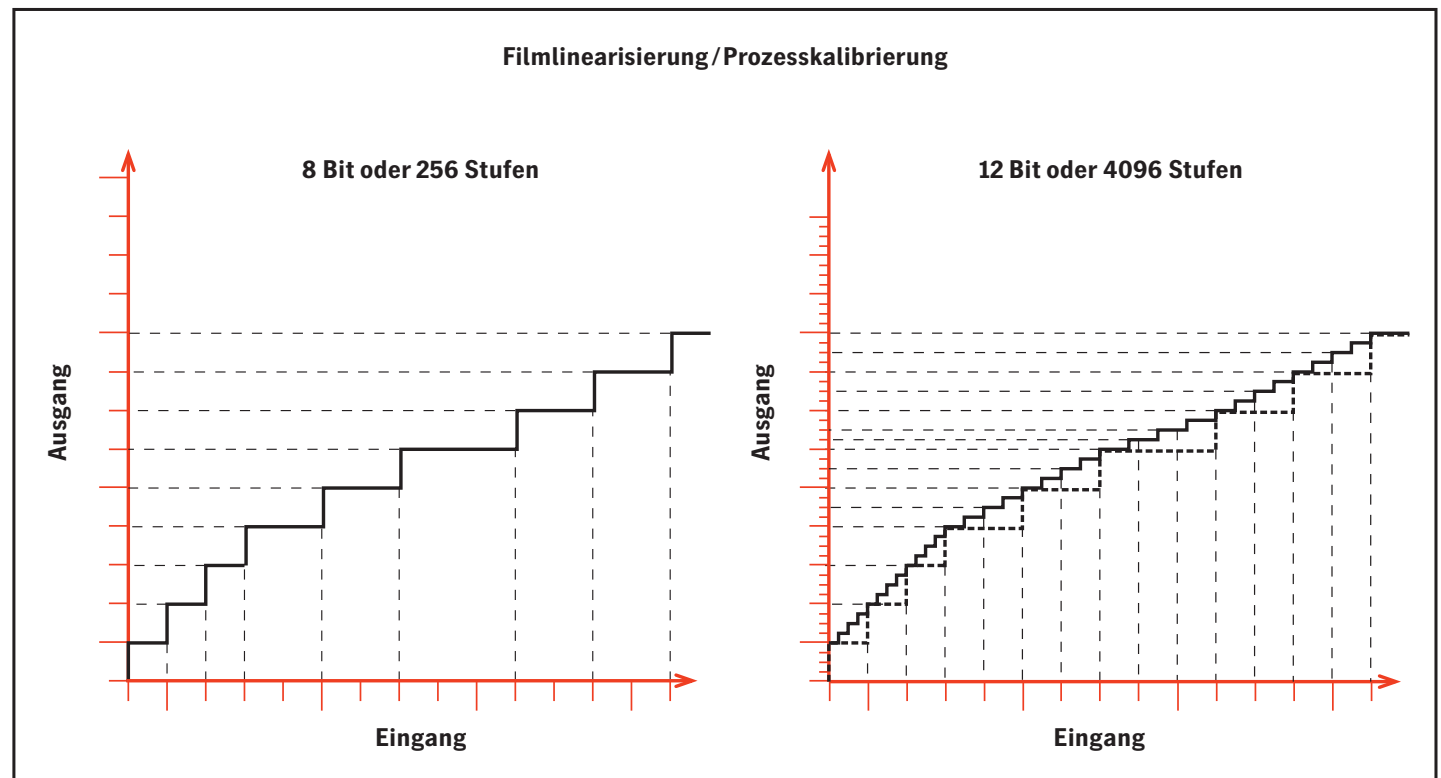 Filmlinearisierung/Prozesskalibrierung
8 Bit oder 256 Stufen
Ausgang
Eingang
12 Bit oder 4096 Stufen
Ausgang
Eingang